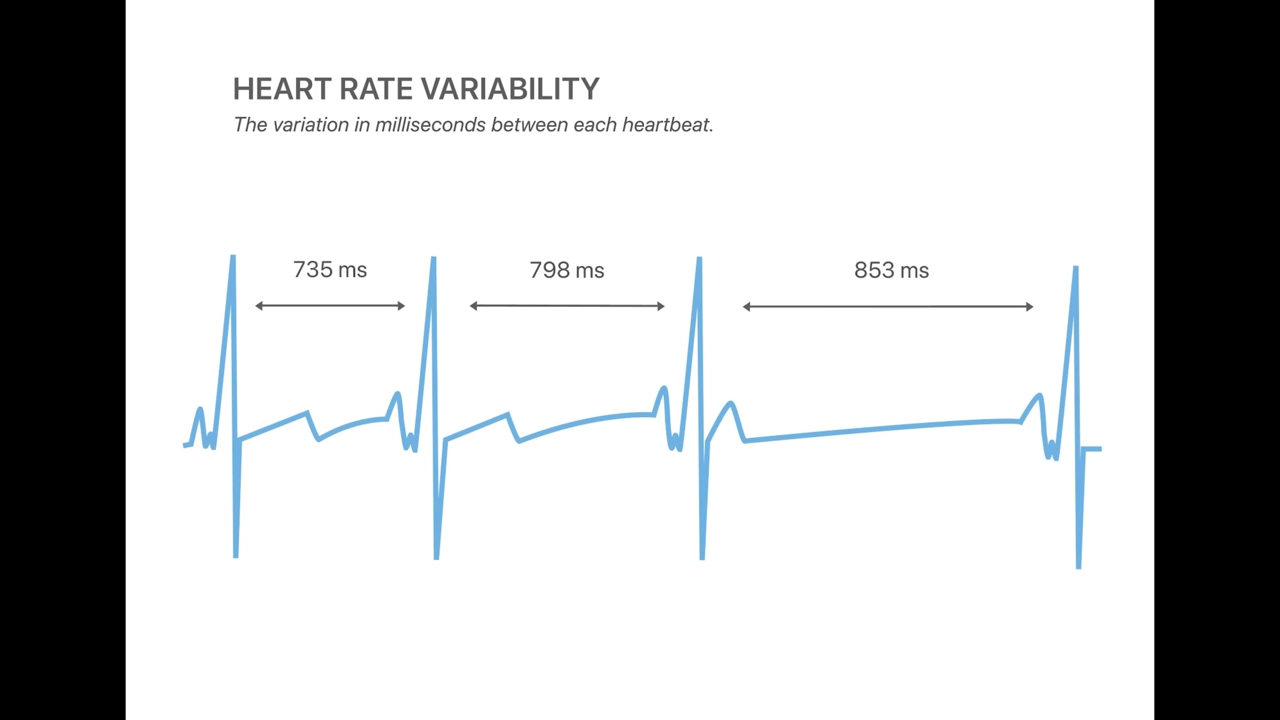 HEART RATE VARIABILITY
The variation in milliseconds between each heartbeat.
735 ms
798 ms
853 ms